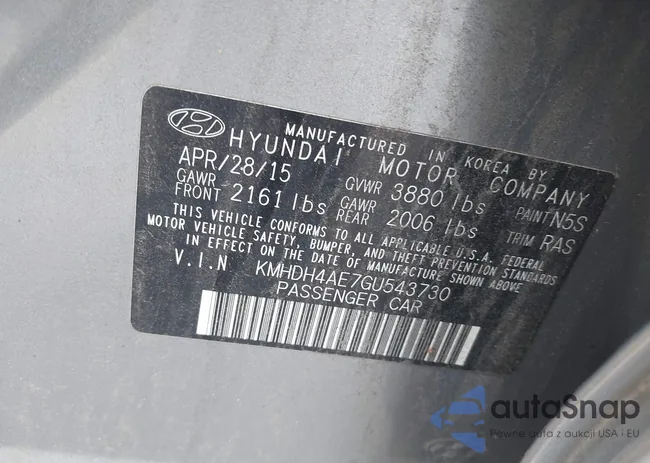 MANUFACTURED IN KOREA BY
HYUNDAI MOTOR COMPANY
APR/28/15 GVWR 3880 lbs PAINT N5S
GAWR FRONT 2161 lbs GAWR REAR 2006 lbs TRIM RAS
THIS VEHICLE CONFORMS TO ALL APPLICABLE U.S.A. FEDERAL
MOTOR VEHICLE SAFETY, BUMPER, AND THEFT PREVENTION STANDARDS
IN EFFECT ON THE DATE OF MANUFACTURE SHOWN ABOVE
V.I.N KMHDH4AE7GU543730
PASSENGER CAR
autoSnap
Pewne auta z aukcji USA i EU